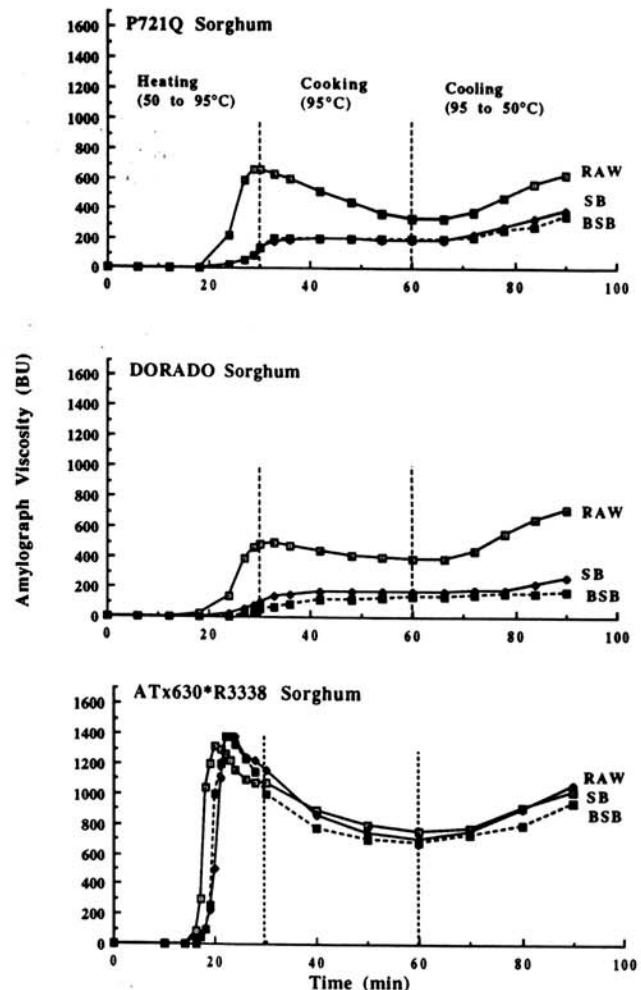 P721Q Sorghum
1600
1400
1200
1000
800
600
400
200
0
Heating
(50 to 95°C)
Cooking
(95°C)
Cooling
(95 to 50°C)
RAW
SB
BSB
0 20 40 60 80 100
Amylograph Viscosity (BU)
DORADO Sorghum
1600
1400
1200
1000
800
600
400
200
0
RAW
SB
BSB
0 20 40 60 80 100
ATx630*R3338 Sorghum
1600
1400
1200
1000
800
600
400
200
0
RAW
SB
BSB
0 20 40 60 80 100
Time (min)